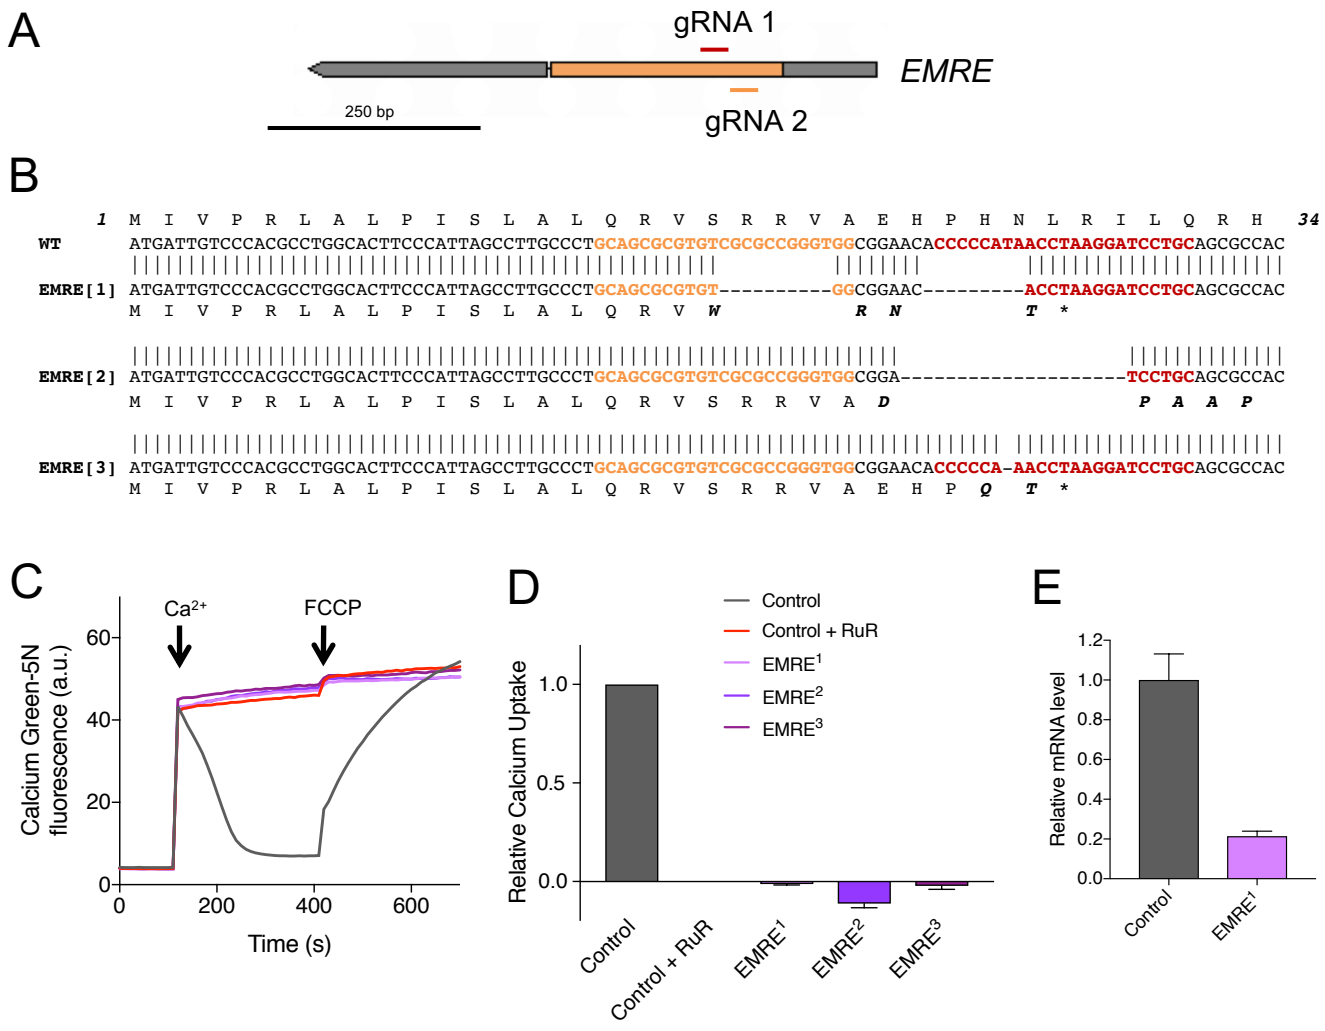 A
gRNA 1
EMRE
250 bp
gRNA 2
B
1 M I V P R L A L P I S L A L Q R V S R R V A E H P H N L R I L Q R H 34
WT ATGATTGTCCCACGCCTGGCACTTCCCATTAGCCTTGCCCTGCAGCGCGTGTCGCGCCGGGTGGCGGAACACCCCCATAACCTAAGGATCCTGCAGCGCCAC
EMRE[1] ATGATTGTCCCACGCCTGGCACTTCCCATTAGCCTTGCCCTGCAGCGCGTGT----------GGCGGAAC---------ACCTAAGGATCCTGCAGCGCCAC
M I V P R L A L P I S L A L Q R V W R N T *
EMRE[2] ATGATTGTCCCACGCCTGGCACTTCCCATTAGCCTTGCCCTGCAGCGCGTGTCGCGCCGGGTGGCGGA--------------------TCCTGCAGCGCCAC
M I V P R L A L P I S L A L Q R V S R R V A D P A A P
EMRE[3] ATGATTGTCCCACGCCTGGCACTTCCCATTAGCCTTGCCCTGCAGCGCGTGTCGCGCCGGGTGGCGGAACACCCCCA-AACCTAAGGATCCTGCAGCGCCAC
M I V P R L A L P I S L A L Q R V S R R V A E H P Q T *
C
Ca²⁺
FCCP
Calcium Green-5N
fluorescence (a.u.)
60
40
20
0
0 200 400 600
Time (s)
D
Control
Control + RuR
EMRE¹
EMRE²
EMRE³
Relative Calcium Uptake
1.0
0.5
0.0
Control
Control + RuR
EMRE¹
EMRE²
EMRE³
E
Relative mRNA level
1.2
1.0
0.8
0.6
0.4
0.2
0.0
Control
EMRE¹